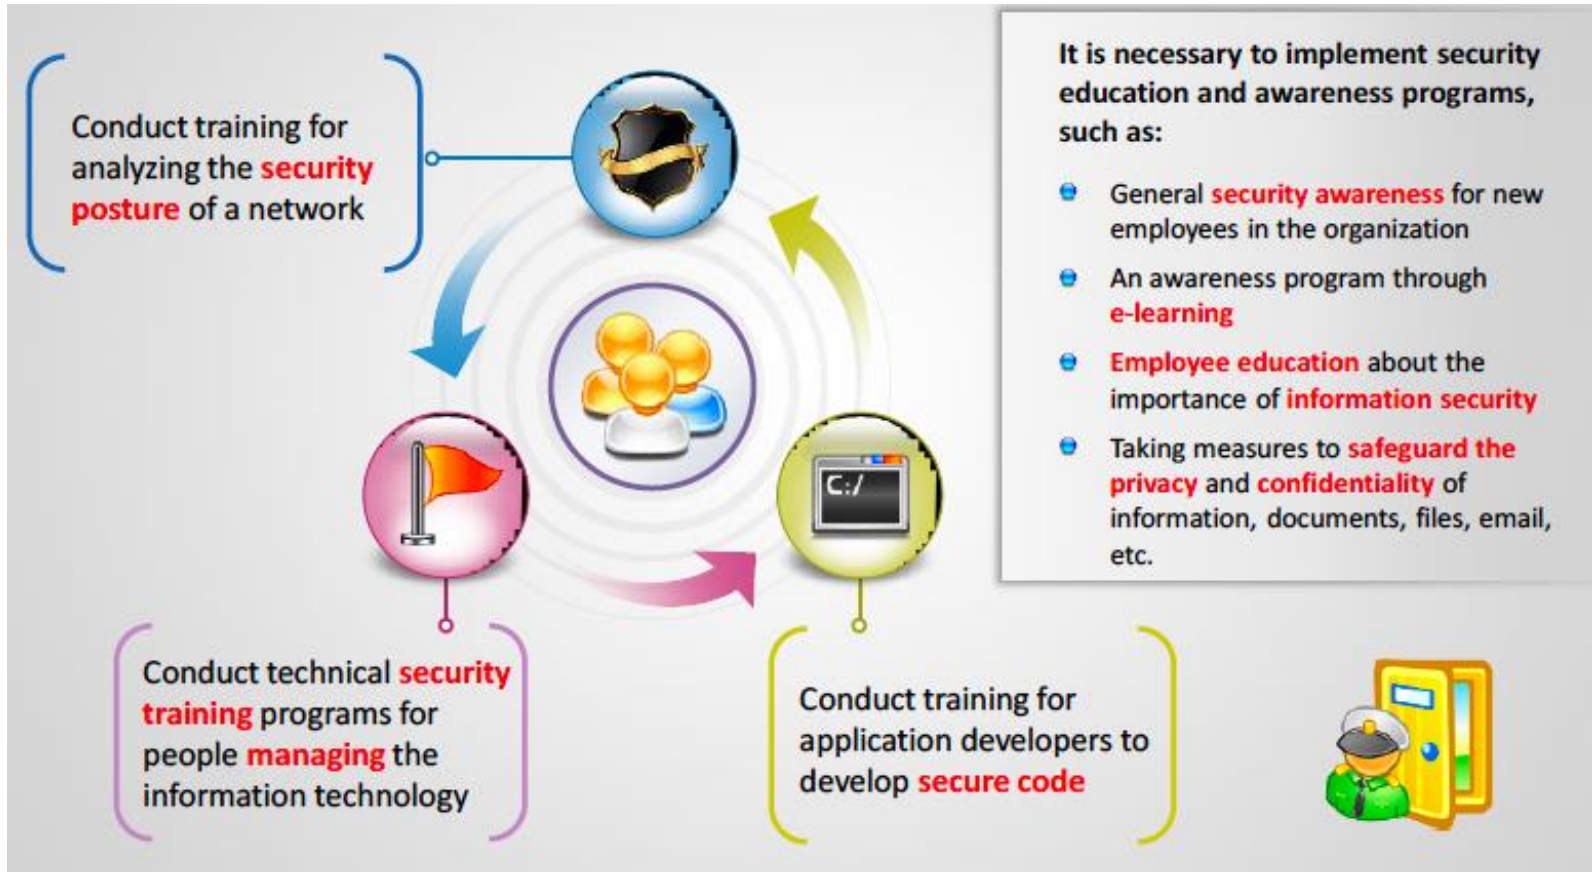 Conduct training for
analyzing the security
posture of a network
Conduct technical security
training programs for
people managing the
information technology
C:/
Conduct training for
application developers to
develop secure code
It is necessary to implement security
education and awareness programs,
such as:
General security awareness for new
employees in the organization
An awareness program through
e-learning
Employee education about the
importance of information security
Taking measures to safeguard the
privacy and confidentiality of
information, documents, files, email,
etc.